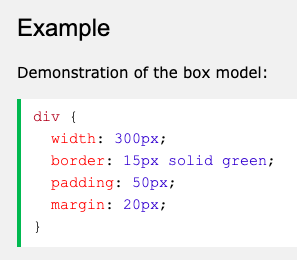 Example
Demonstration of the box model:
div {
  width: 300px;
  border: 15px solid green;
  padding: 50px;
  margin: 20px;
}